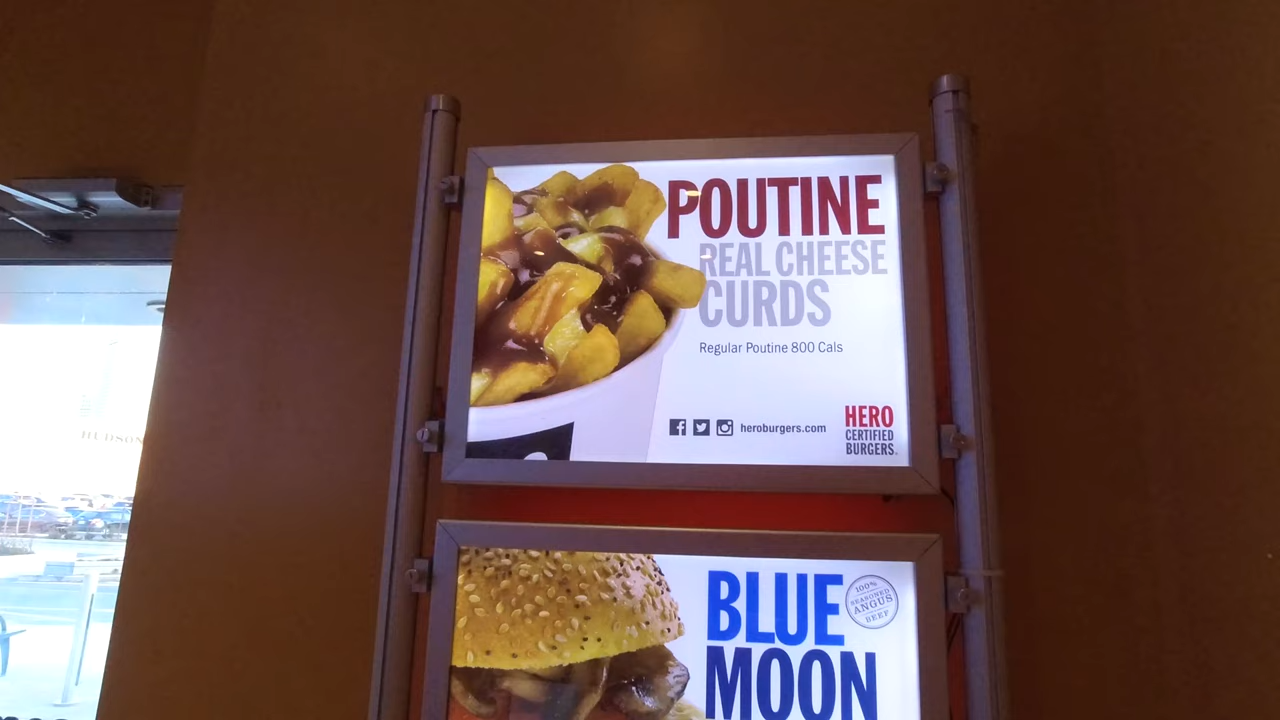 POUTINE
REAL CHEESE
CURDS
Regular Poutine 800 Cals
heroburgers.com
HERO
CERTIFIED
BURGERS.
HUDSON
BLUE
MOON
100%
SEASONED
ANGUS
BEEF